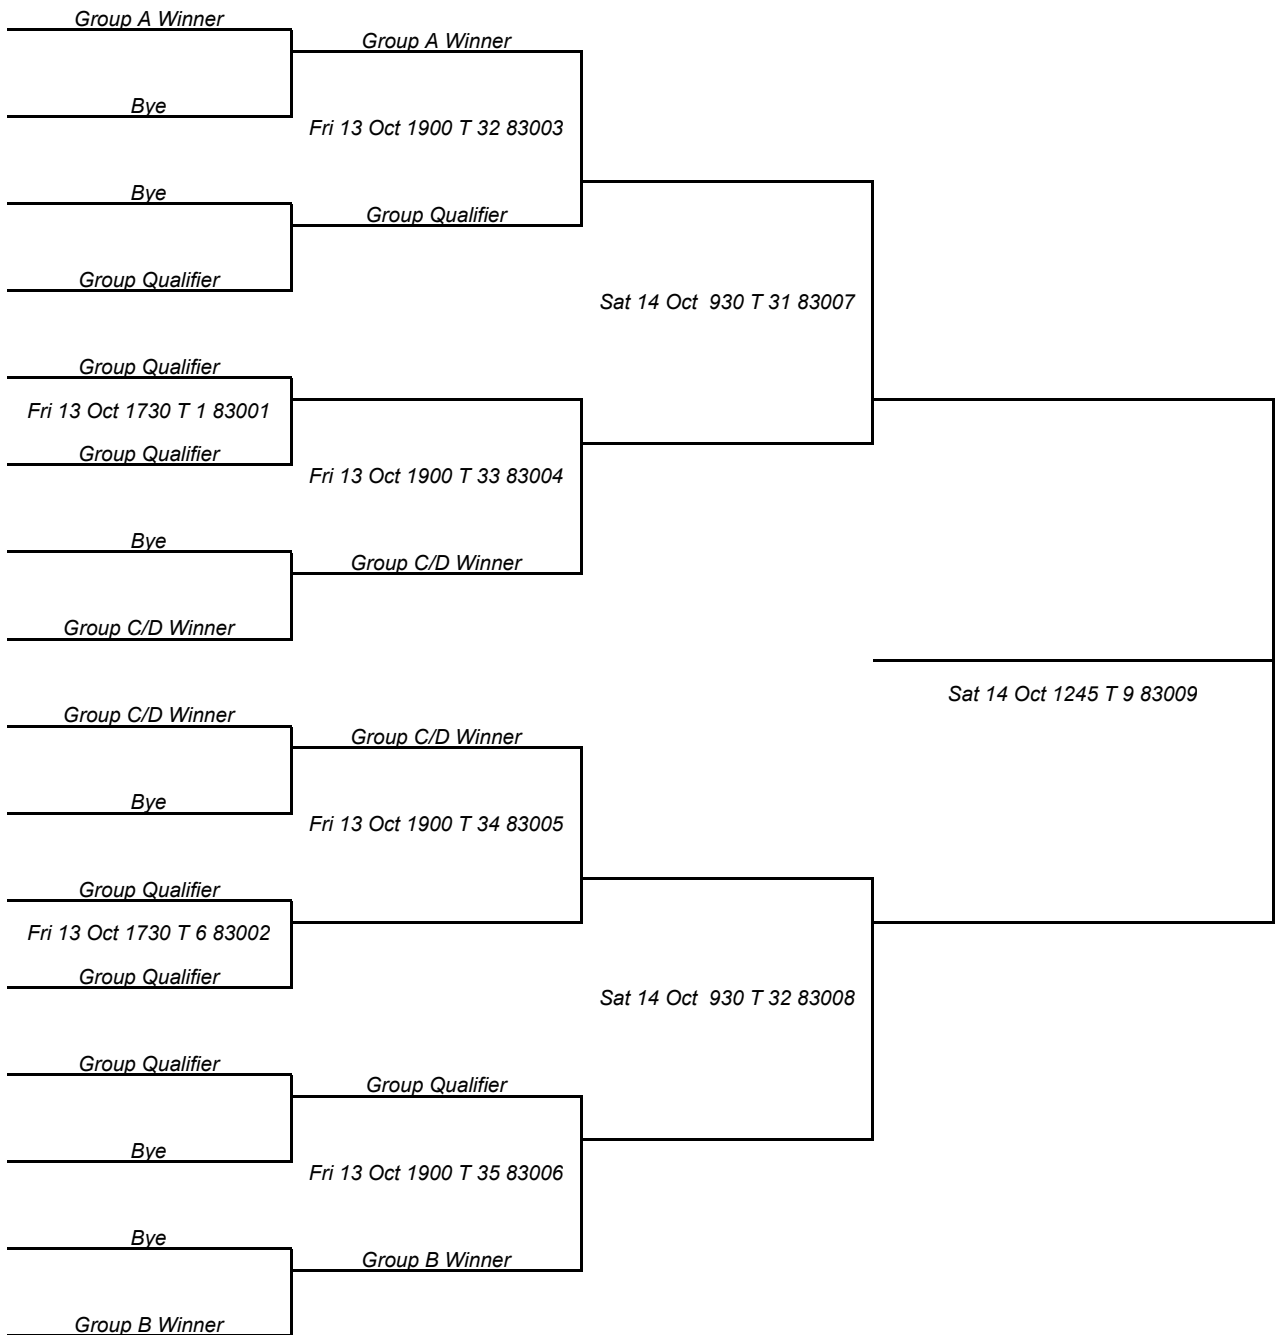 Group A Winner
Group A Winner
Bye
Fri 13 Oct 1900 T 32 83003
Bye
Group Qualifier
Group Qualifier
Sat 14 Oct  930 T 31 83007
Group Qualifier
Fri 13 Oct 1730 T 1 83001
Group Qualifier
Fri 13 Oct 1900 T 33 83004
Bye
Group C/D Winner
Group C/D Winner
Sat 14 Oct 1245 T 9 83009
Group C/D Winner
Group C/D Winner
Bye
Fri 13 Oct 1900 T 34 83005
Group Qualifier
Fri 13 Oct 1730 T 6 83002
Group Qualifier
Sat 14 Oct  930 T 32 83008
Group Qualifier
Group Qualifier
Bye
Fri 13 Oct 1900 T 35 83006
Bye
Group B Winner
Group B Winner